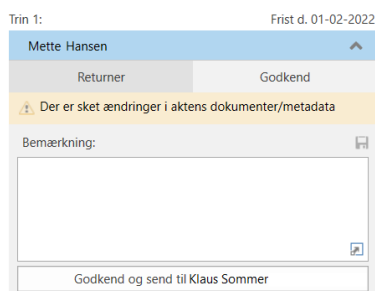 Trin 1: Frist d. 01-02-2022
Mette Hansen
Returner Godkend
Der er sket ændringer i aktens dokumenter/metadata
Bemærkning:
Godkend og send til Klaus Sommer